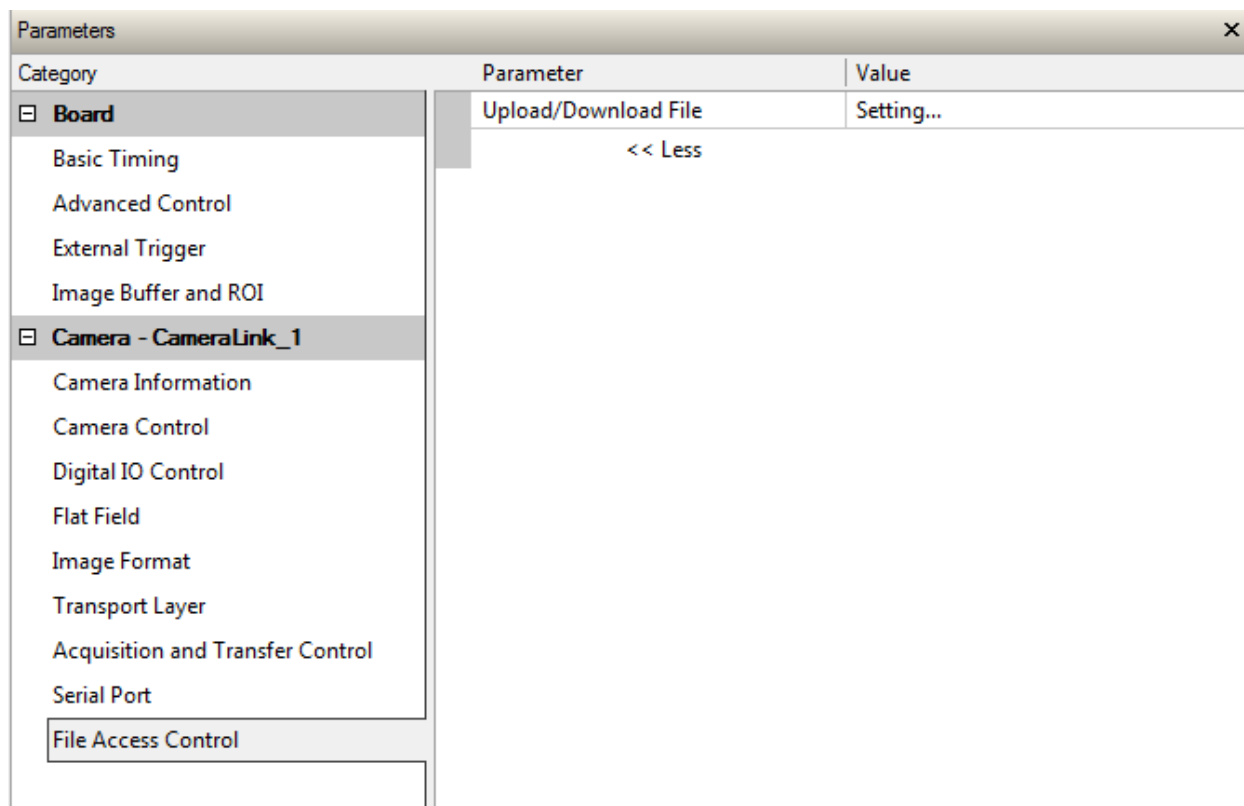 Parameters
Category Parameter Value
Board Upload/Download File Setting...
Basic Timing << Less
Advanced Control
External Trigger
Image Buffer and ROI
Camera - CameraLink_1
Camera Information
Camera Control
Digital IO Control
Flat Field
Image Format
Transport Layer
Acquisition and Transfer Control
Serial Port
File Access Control